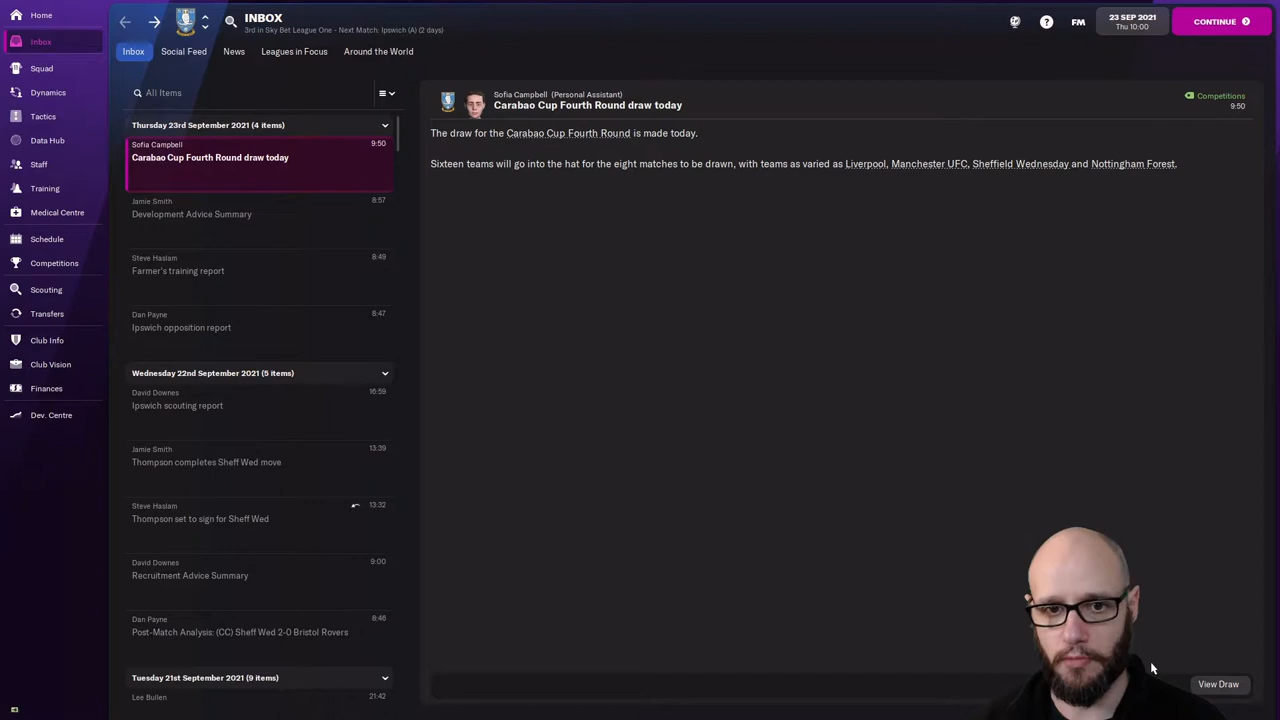 Home
Inbox
Squad
Dynamics
Tactics
Data Hub
Staff
Training
Medical Centre
Schedule
Competitions
Scouting
Transfers
Club Info
Club Vision
Finances
Dev. Centre
INBOX
3rd in Sky Bet League One - Next Match: Ipswich (A) (2 days)
FM
23 SEP 2021
Thu 10:00
CONTINUE
Inbox
Social Feed
News
Leagues in Focus
Around the World
All Items
Thursday 23rd September 2021 (4 items)
Sofia Campbell
9:50
Carabao Cup Fourth Round draw today
Jamie Smith
8:57
Development Advice Summary
Steve Haslam
8:49
Farmer's training report
Dan Payne
8:47
Ipswich opposition report
Wednesday 22nd September 2021 (5 items)
David Downes
16:59
Ipswich scouting report
Jamie Smith
13:39
Thompson completes Sheff Wed move
Steve Haslam
13:32
Thompson set to sign for Sheff Wed
David Downes
9:00
Recruitment Advice Summary
Dan Payne
8:46
Post-Match Analysis: (CC) Sheff Wed 2-0 Bristol Rovers
Tuesday 21st September 2021 (9 items)
Lee Bullen
21:42
Sofia Campbell (Personal Assistant)
Carabao Cup Fourth Round draw today
Competitions
9:50
The draw for the Carabao Cup Fourth Round is made today.
Sixteen teams will go into the hat for the eight matches to be drawn, with teams as varied as Liverpool, Manchester UFC, Sheffield Wednesday and Nottingham Forest.
View Draw